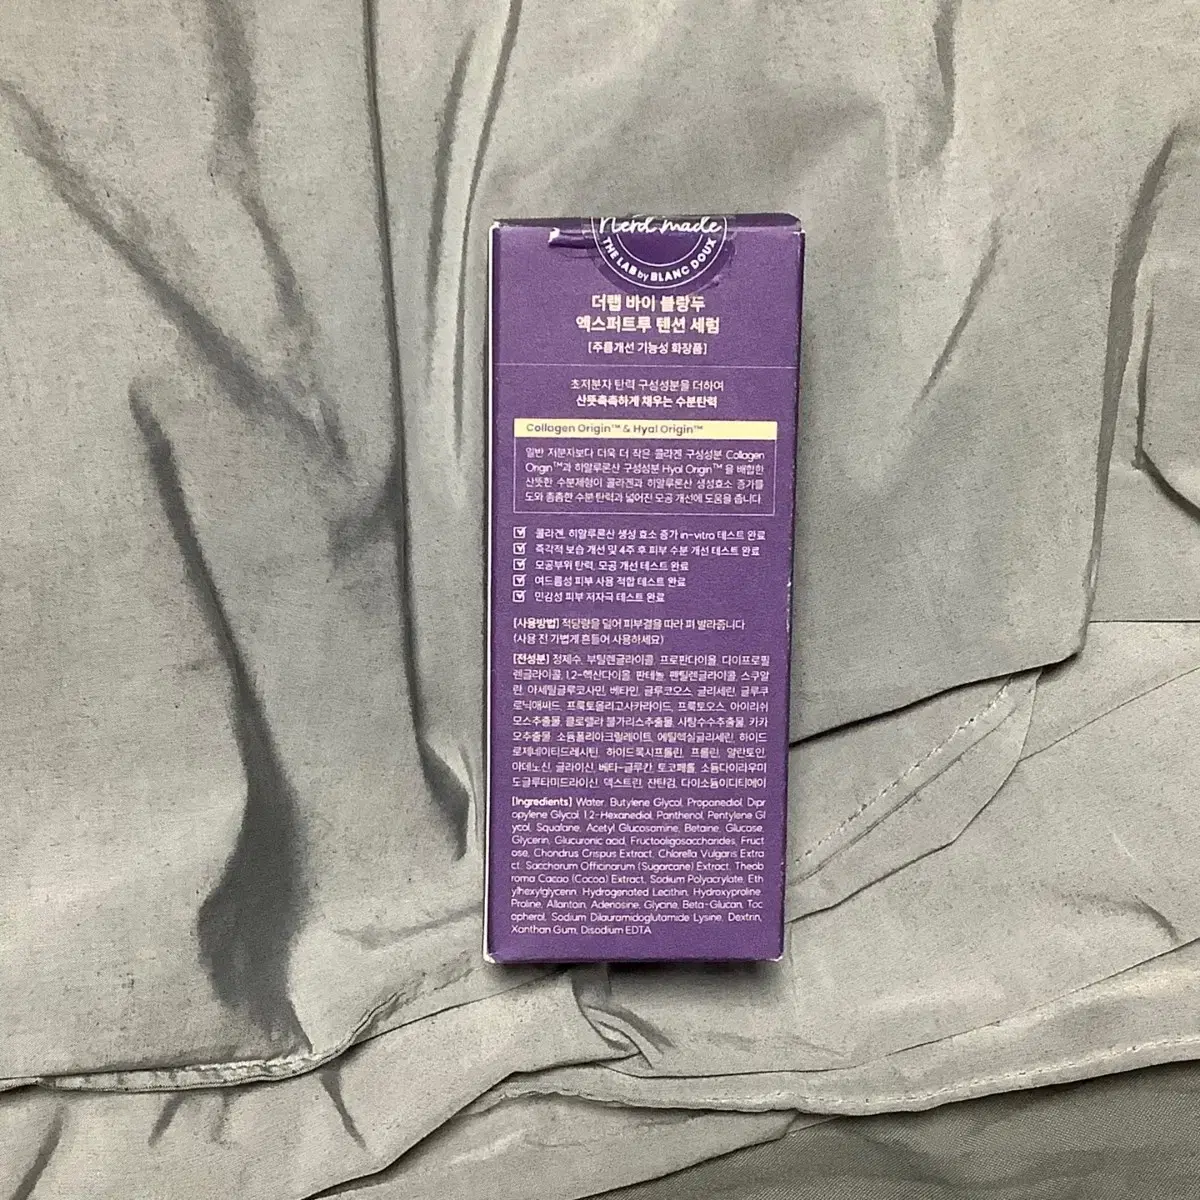 Nerd made
THE LAB by BLANC DOUX
더랩 바이 블랑두
엑스퍼트루 텐션 세럼
[주름개선 기능성 화장품]
초저분자 탄력 구성성분을 더하여
산뜻촉촉하게 채우는 수분탄력
Collagen Origin™ & Hyal Origin™
일반 저분자보다 더욱 더 작은 콜라겐 구성성분 Collagen
Origin™과 히알루론산 구성성분 Hyal Origin™ 을 배합한
산뜻한 수분제형이 콜라겐과 히알루론산 생성효소 증가를
도와 촘촘한 수분 탄력과 넓어진 모공 개선에 도움을 줍니다.
콜라겐, 히알루론산 생성 효소 증가 in-vitro 테스트 완료
즉각적 보습 개선 및 4주 후 피부 수분 개선 테스트 완료
모공부위 탄력, 모공 개선 테스트 완료
여드름성 피부 사용 적합 테스트 완료
민감성 피부 저자극 테스트 완료
[사용방법] 적당량을 덜어 피부결을 따라 펴 발라줍니다
(사용 전 가볍게 흔들어 사용하세요)
[전성분] 정제수, 부틸렌글라이콜, 프로판다이올, 다이프로필
렌글라이콜, 1,2-헥산다이올, 판테놀, 펜틸렌글라이콜, 스쿠알
란, 아세틸글루코사민, 베타인, 글루코오스, 글리세린, 글루쿠
로닉애씨드, 프룩토올리고사카라이드, 프룩토오스, 아이리쉬
모스추출물, 클로렐라 불가리스추출물, 사탕수수추출물, 카카
오추출물, 소듐폴리아크릴레이트, 에틸헥실글리세린, 하이드
로제네이티드레시틴, 하이드록시프롤린, 프롤린, 알란토인,
아데노신, 글라이신, 베타-글루칸, 토코페롤, 소듐다이라우라미
도글루타미드라이신, 덱스트린, 잔탄검, 다이소듐이디티에이
[Ingredients] Water, Butylene Glycol, Propanediol, Dipr
opylene Glycol, 1,2-Hexanediol, Panthenol, Pentylene Gl
ycol, Squalane, Acetyl Glucosamine, Betaine, Glucose,
Glycerin, Glucuronic acid, Fructooligosaccharides, Fruct
ose, Chondrus Crispus Extract, Chlorella Vulgaris Extra
ct, Saccharum Officinarum (Sugarcane) Extract, Theob
roma Cacao (Cocoa) Extract, Sodium Polyacrylate, Eth
ylhexylglycerin, Hydrogenated Lecithin, Hydroxyproline,
Proline, Allantoin, Adenosine, Glycine, Beta-Glucan, Toc
opherol, Sodium Dilauramidoglutamide Lysine, Dextrin,
Xanthan Gum, Disodium EDTA